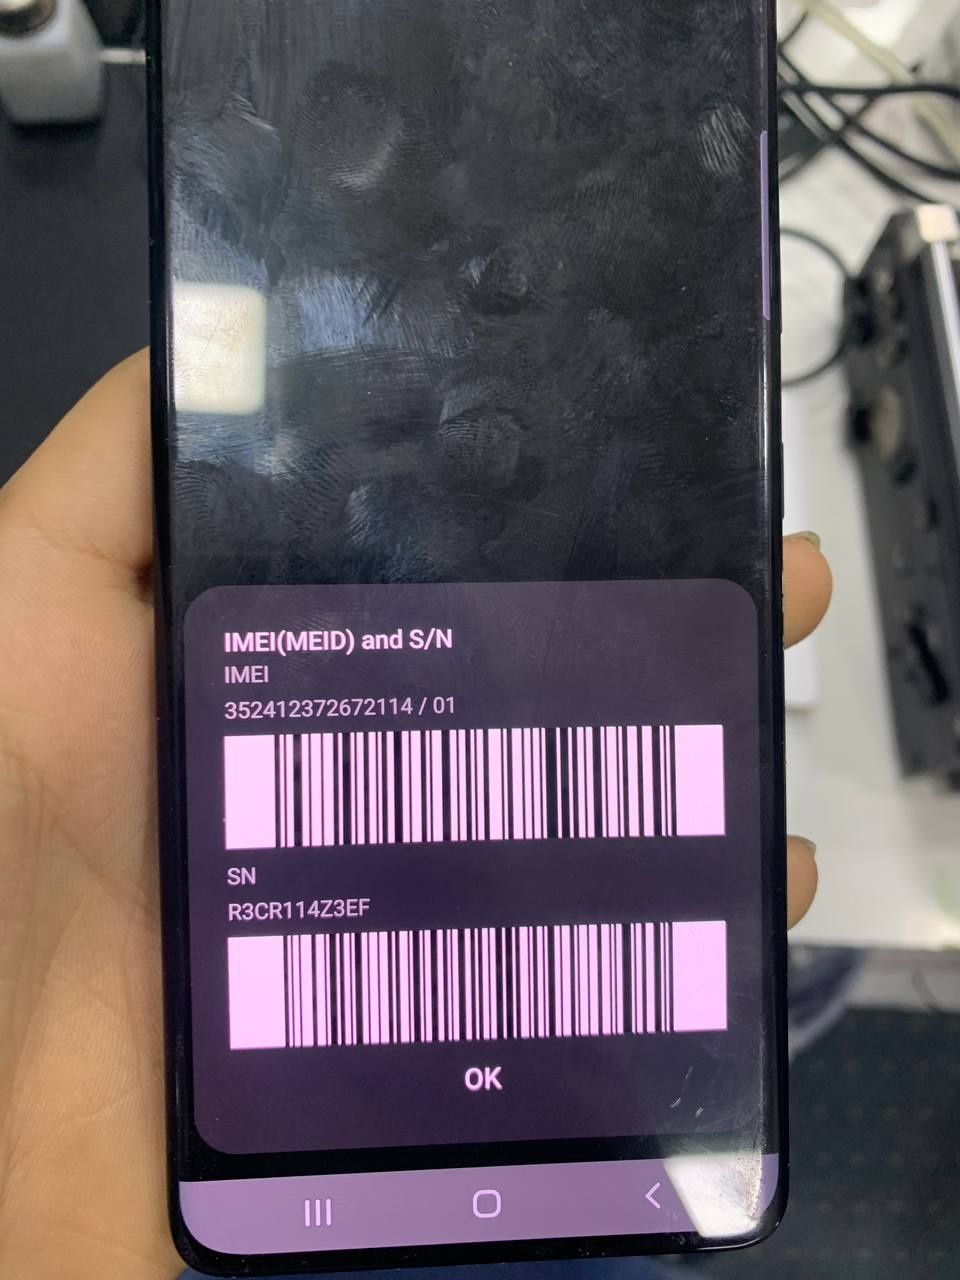 IMEI(MEID) and S/N
IMEI
352412372672114 / 01
SN
R3CR114Z3EF
OK